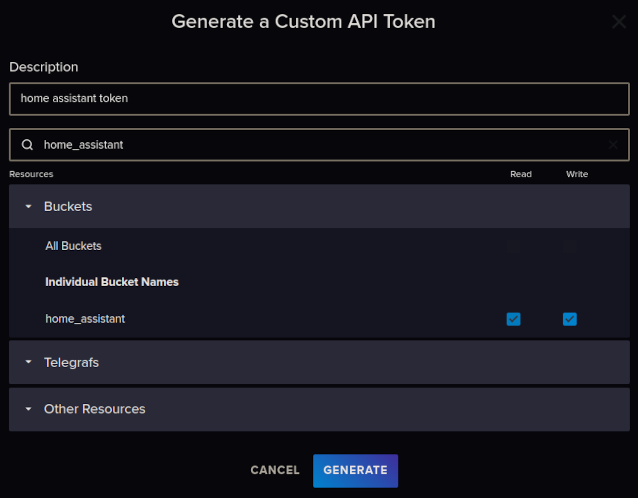 Generate a Custom API Token
Description
home assistant token
home_assistant
Resources Read Write
Buckets
All Buckets
Individual Bucket Names
home_assistant
Telegrafs
Other Resources
CANCEL GENERATE